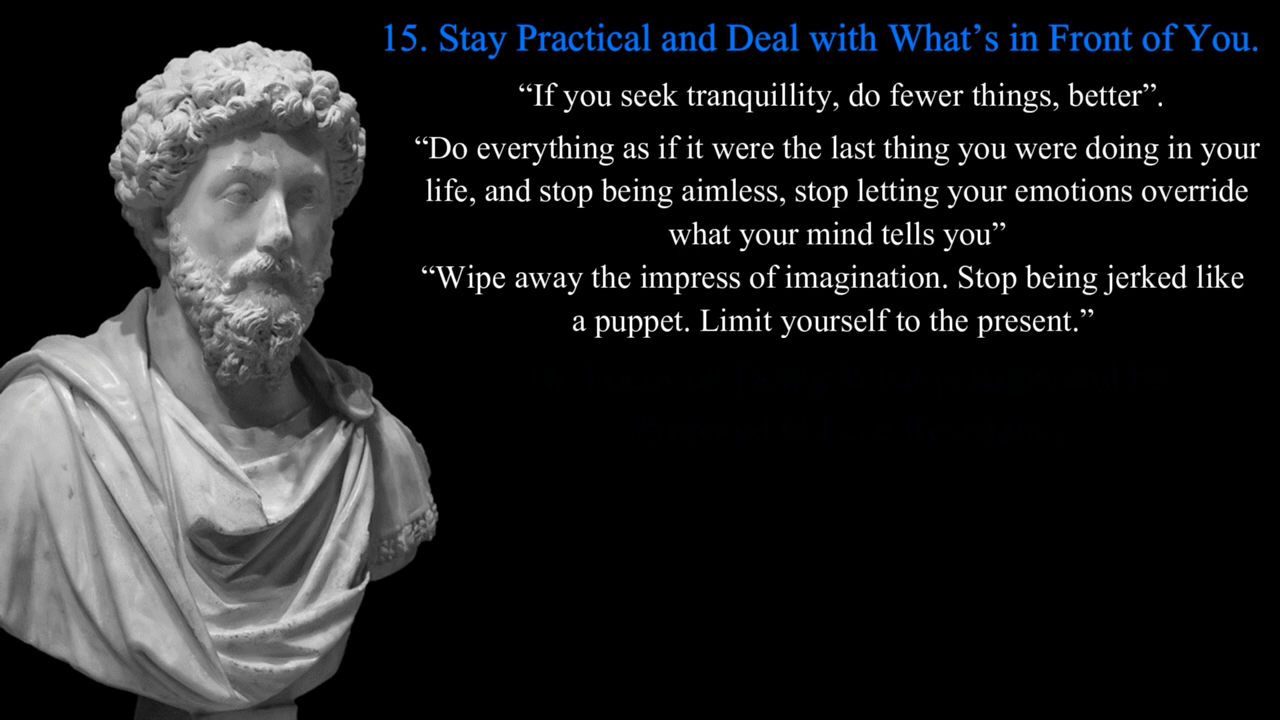 15. Stay Practical and Deal with What’s in Front of You.
“If you seek tranquillity, do fewer things, better”.
“Do everything as if it were the last thing you were doing in your
life, and stop being aimless, stop letting your emotions override
what your mind tells you”
“Wipe away the impress of imagination. Stop being jerked like
a puppet. Limit yourself to the present.”